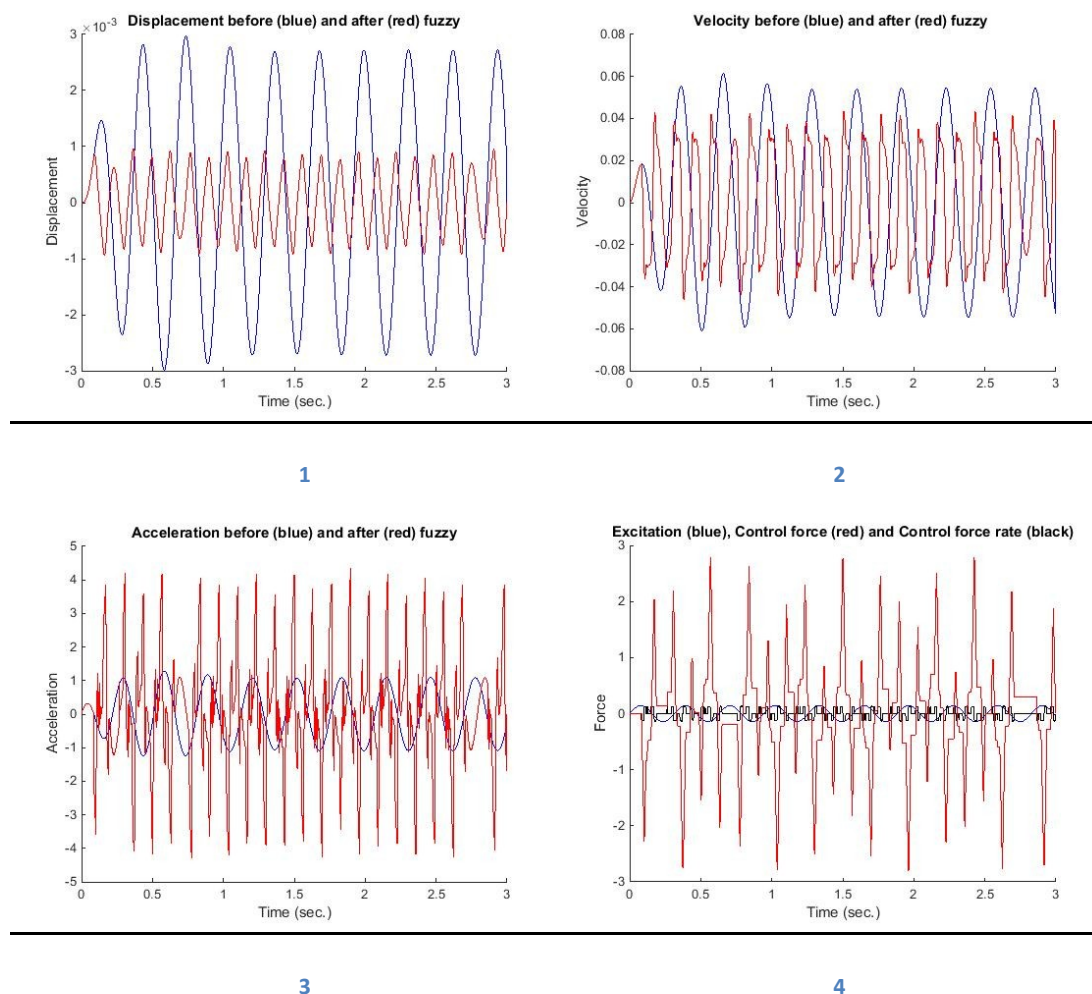 Displacement before (blue) and after (red) fuzzy
×10⁻³
3
2
1
0
-1
-2
-3
Displacement
0 0.5 1 1.5 2 2.5 3
Time (sec.)
Velocity before (blue) and after (red) fuzzy
0.08
0.06
0.04
0.02
0
-0.02
-0.04
-0.06
-0.08
Velocity
0 0.5 1 1.5 2 2.5 3
Time (sec.)
1 2
Acceleration before (blue) and after (red) fuzzy
5
4
3
2
1
0
-1
-2
-3
-4
-5
Acceleration
0 0.5 1 1.5 2 2.5 3
Time (sec.)
Excitation (blue), Control force (red) and Control force rate (black)
3
2
1
0
-1
-2
-3
Force
0 0.5 1 1.5 2 2.5 3
Time (sec.)
3 4